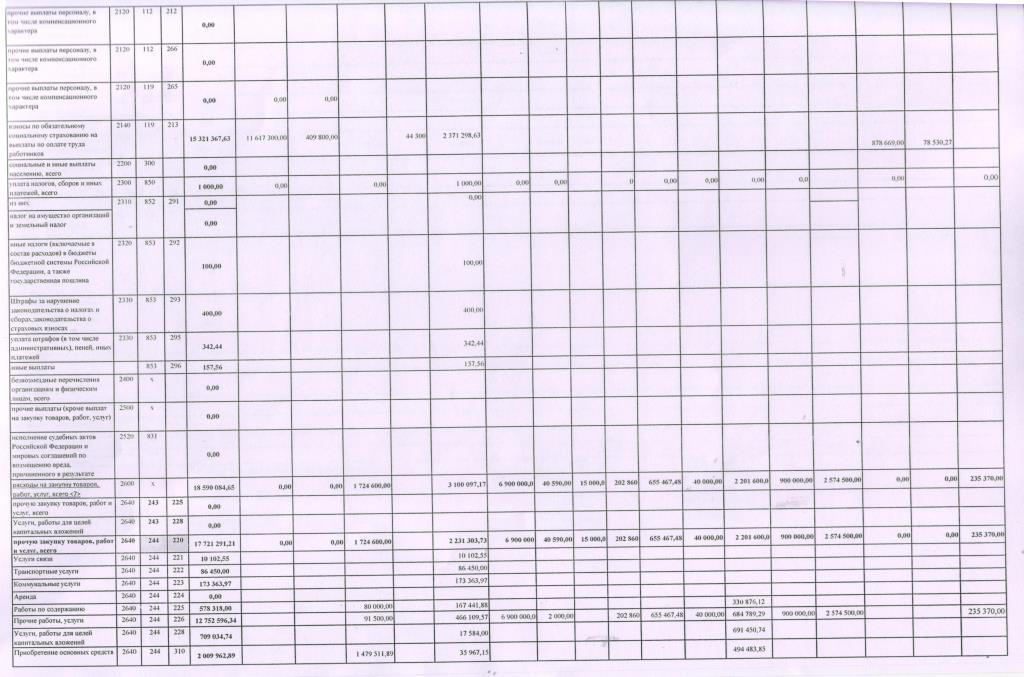 прочие выплаты персоналу, в 2120 112 212
том числе компенсационного 0,00
характера
прочие выплаты персоналу, в 2120 112 266
том числе компенсационного 0,00
характера
прочие выплаты персоналу, в 2120 119 265
том числе компенсационного 0,00 0,00 0,00
характера
взносы по обязательному 2140 119 213
социальному страхованию на 15 321 367,63 11 617 300,00 409 800,00 44 300 2 371 298,63
выплаты по оплате труда 878 669,00 78 530,27
работников
социальные и иные выплаты 2200 300
населению, всего 0,00
уплата налогов, сборов и иных 2300 850
платежей, всего 1 000,00 0,00 0,00 1 000,00 0,00 0,00 0 0,00 0,00 0,00 0,0 0,00 0,00
из них: 2310 852 291 0,00 0,00
налог на имущество организаций
и земельный налог 0,00
иные налоги (включаемые в 2320 853 292
состав расходов) в бюджеты
бюджетной системы Российской 100,00 100,00
Федерации, а также
государственная пошлина
Штрафы за нарушение 2330 853 293
законодательства о налогах и 400,00 400,00
сборах, законодательства о
страховых взносах
уплата штрафов (в том числе 2330 853 295
административных), пеней, иных 342,44 342,44
платежей
иные выплаты 853 296 157,56 157,56
безвозмездные перечисления 2400 х
организациям и физическим 0,00
лицам, всего
прочие выплаты (кроме выплат 2500 х
на закупку товаров, работ, услуг) 0,00
исполнение судебных актов 2520 831
Российской Федерации и
мировых соглашений по 0,00
возмещению вреда,
причиненного в результате
расходы на закупку товаров, 2600 х 18 590 084,65 0,00 0,00 1 724 600,00 3 100 097,17 6 900 000,0 40 590,00 15 000,0 202 860 655 467,48 40 000,00 2 201 600,0 900 000,00 2 574 500,00 0,00 0,00 235 370,00
работ, услуг, всего <7>
прочую закупку товаров, работ и 2640 243 225
услуг, всего 0,00
Услуги, работы для целей 2640 243 228
капитальных вложений 0,00
прочую закупку товаров, работ 2640 244 220 17 721 291,21 0,00 0,00 1 724 600,00 2 231 303,73 6 900 000 40 590,00 15 000,0 202 860 655 467,48 40 000,00 2 201 600,0 900 000,00 2 574 500,00 0,00 0,00 235 370,00
и услуг, всего
Услуги связи 2640 244 221 10 102,55 10 102,55
Транспортные услуги 2640 244 222 86 450,00 86 450,00
Коммунальные услуги 2640 244 223 173 363,97 173 363,97
Аренда 2640 244 224 0,00
Работы по содержанию 2640 244 225 578 318,00 80 000,00 167 441,88 330 876,12
Прочие работы, услуги 2640 244 226 12 752 596,34 91 500,00 466 109,57 6 900 000,0 2 000,00 202 860 655 467,48 40 000,00 684 789,29 900 000,00 2 574 500,00 235 370,00
Услуги, работы для целей 2640 244 228 709 034,74 17 584,00 691 450,74
капитальных вложений
Приобретение основных средств 2640 244 310 2 009 962,89 1 479 511,89 35 967,15 494 483,85